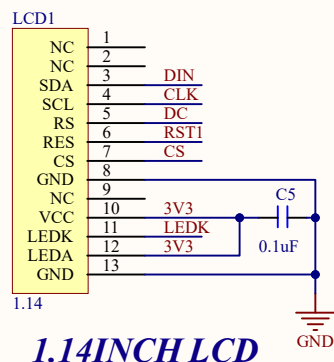 LCD1
NC 1
NC 2
SDA 3 DIN
SCL 4 CLK
RS 5 DC
RES 6 RST1
CS 7 CS
GND 8
NC 9
VCC 10 3V3
LEDK 11 LEDK
LEDA 12 3V3
GND 13
C5
0.1uF
1.14
GND
1.14INCH LCD